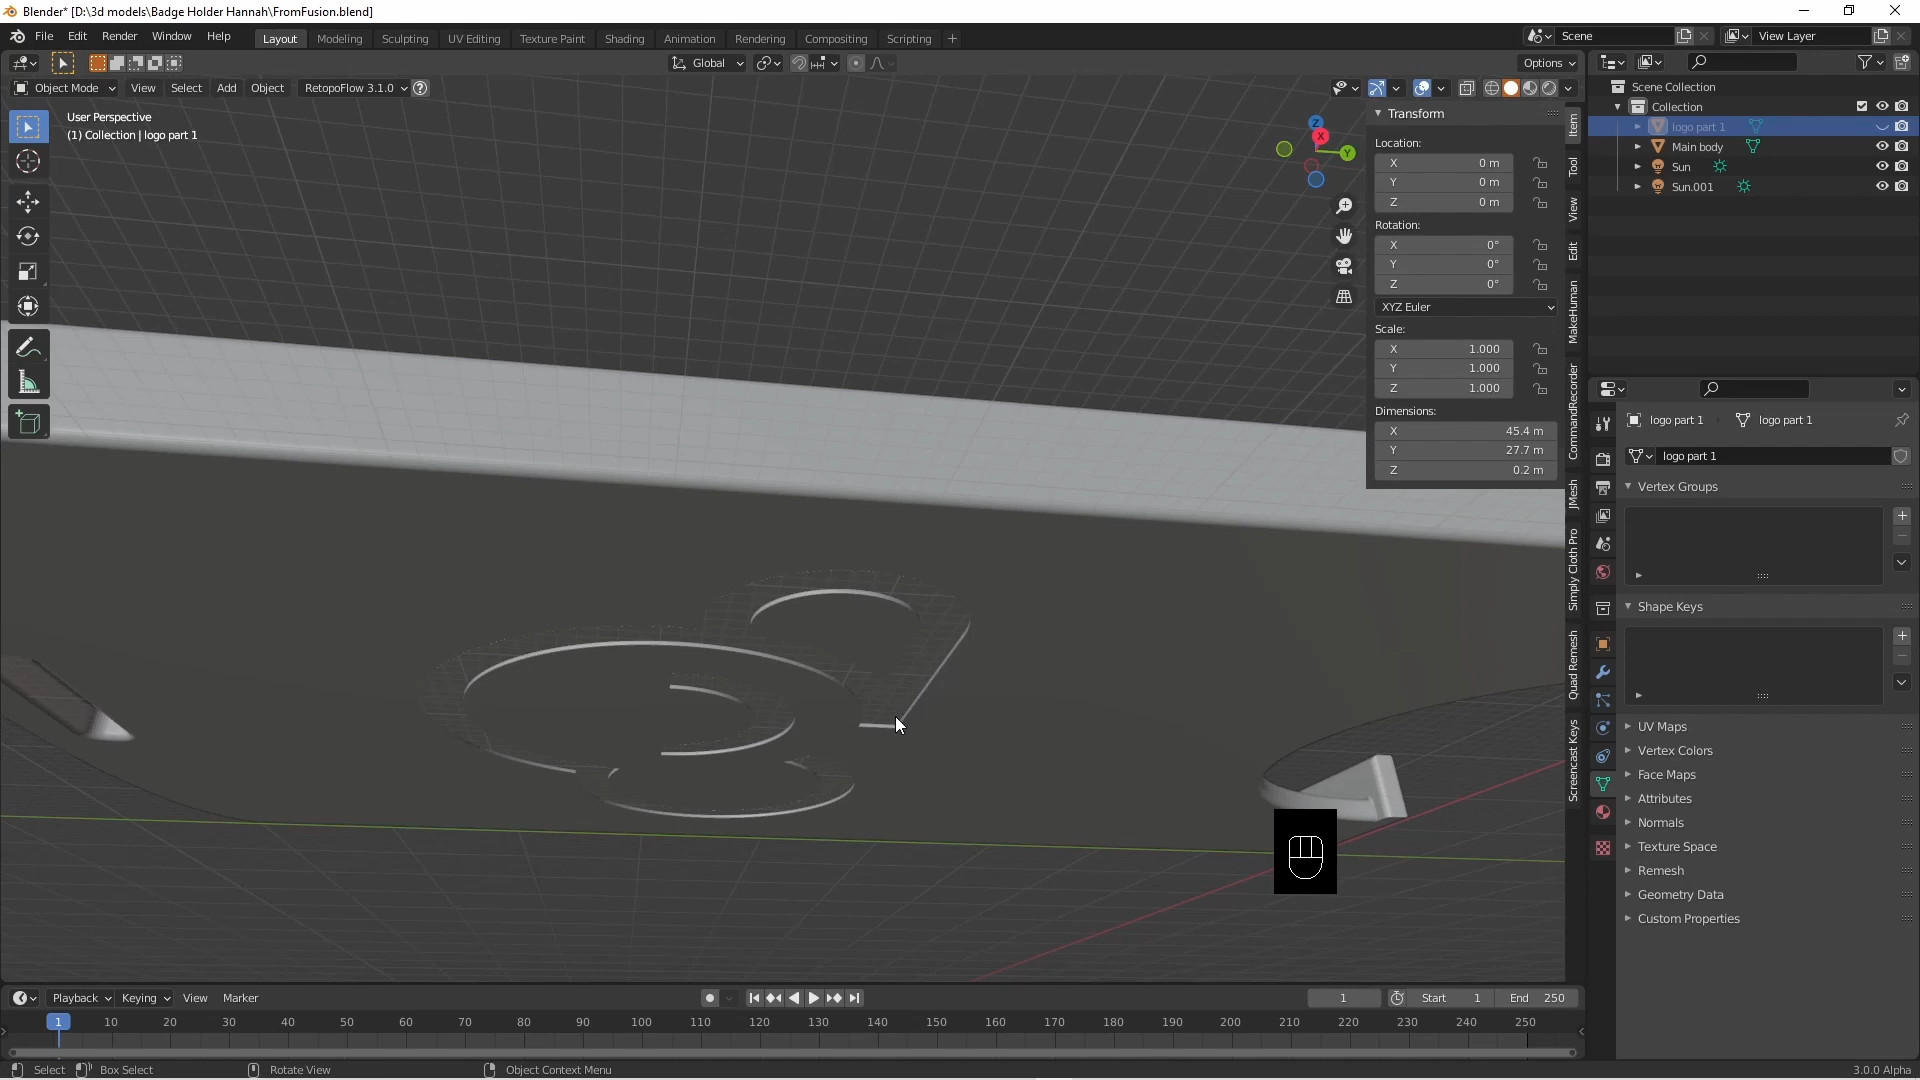 Blender* [D:\3d models\Badge Holder Hannah\FromFusion.blend]
File Edit Render Window Help
Layout Modeling Sculpting UV Editing Texture Paint Shading Animation Rendering Compositing Scripting +
Scene
View Layer
Global
Options
Object Mode View Select Add Object RetopoFlow 3.1.0
User Perspective
(1) Collection | logo part 1
Z
X
Y
Transform
Location:
X 0 m
Y 0 m
Z 0 m
Rotation:
X 0°
Y 0°
Z 0°
XYZ Euler
Scale:
X 1.000
Y 1.000
Z 1.000
Dimensions:
X 45.4 m
Y 27.7 m
Z 0.2 m
Item
Tool
View
Edit
MakeHuman
CommandRecorder
JMesh
Simply Cloth Pro
Quad Remesh
Screencast Keys
Scene Collection
Collection
logo part 1
Main body
Sun
Sun.001
logo part 1 logo part 1
logo part 1
Vertex Groups
Shape Keys
UV Maps
Vertex Colors
Face Maps
Attributes
Normals
Texture Space
Remesh
Geometry Data
Custom Properties
Playback Keying View Marker
1
Start 1
End 250
1 10 20 30 40 50 60 70 80 90 100 110 120 130 140 150 160 170 180 190 200 210 220 230 240 250
Select Box Select Rotate View Object Context Menu
3.0.0 Alpha